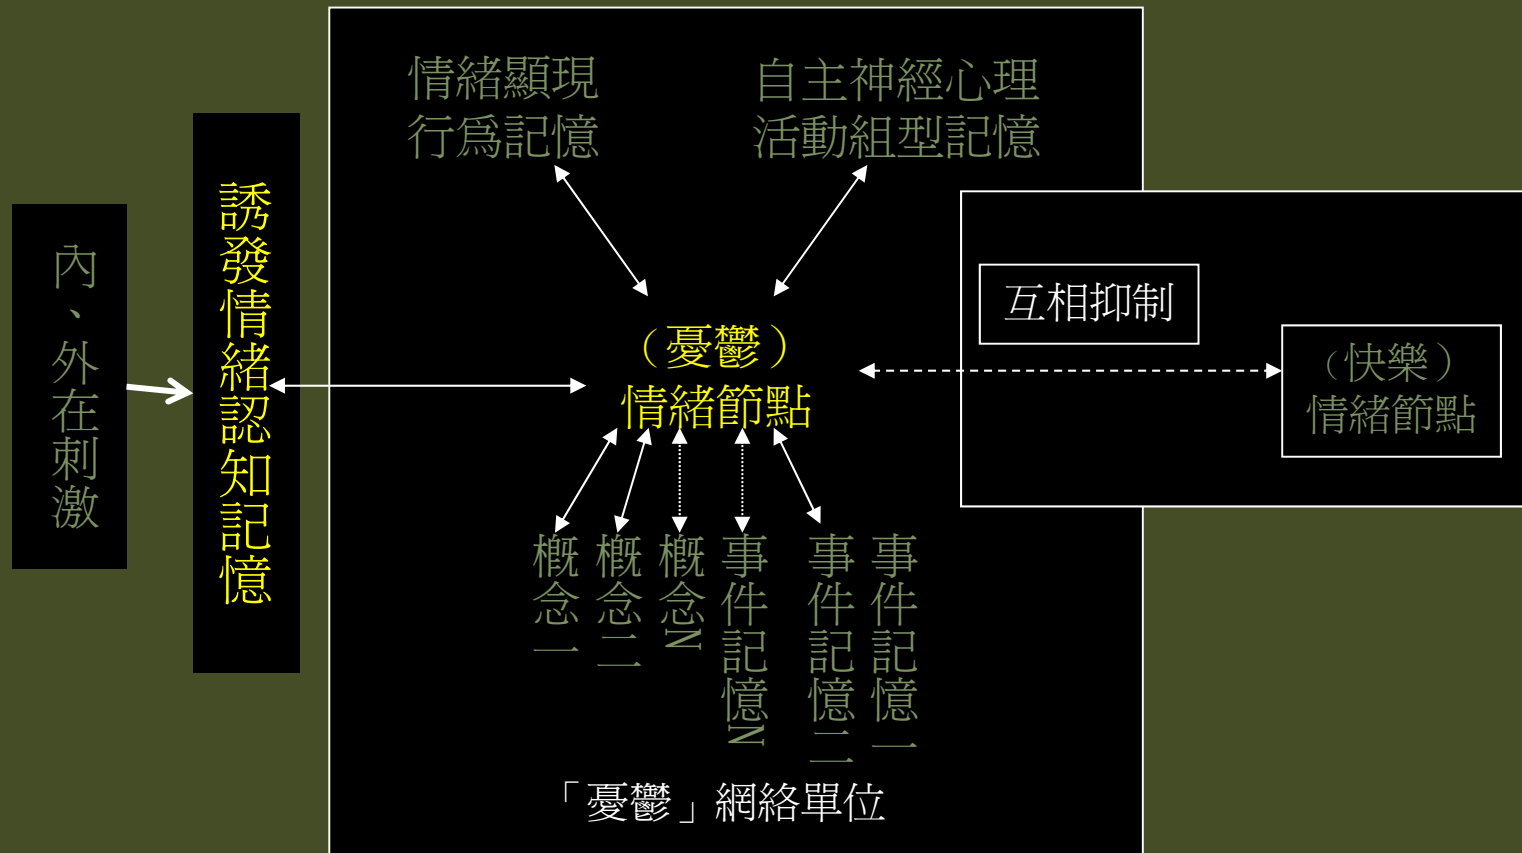 內、外在刺激
誘發情緒認知記憶
情緒顯現
行為記憶
自主神經心理
活動組型記憶
（憂鬱）
情緒節點
互相抑制
（快樂）
情緒節點
概念一
概念二
概念N
事件記憶N
事件記憶二
事件記憶一
「憂鬱」網絡單位